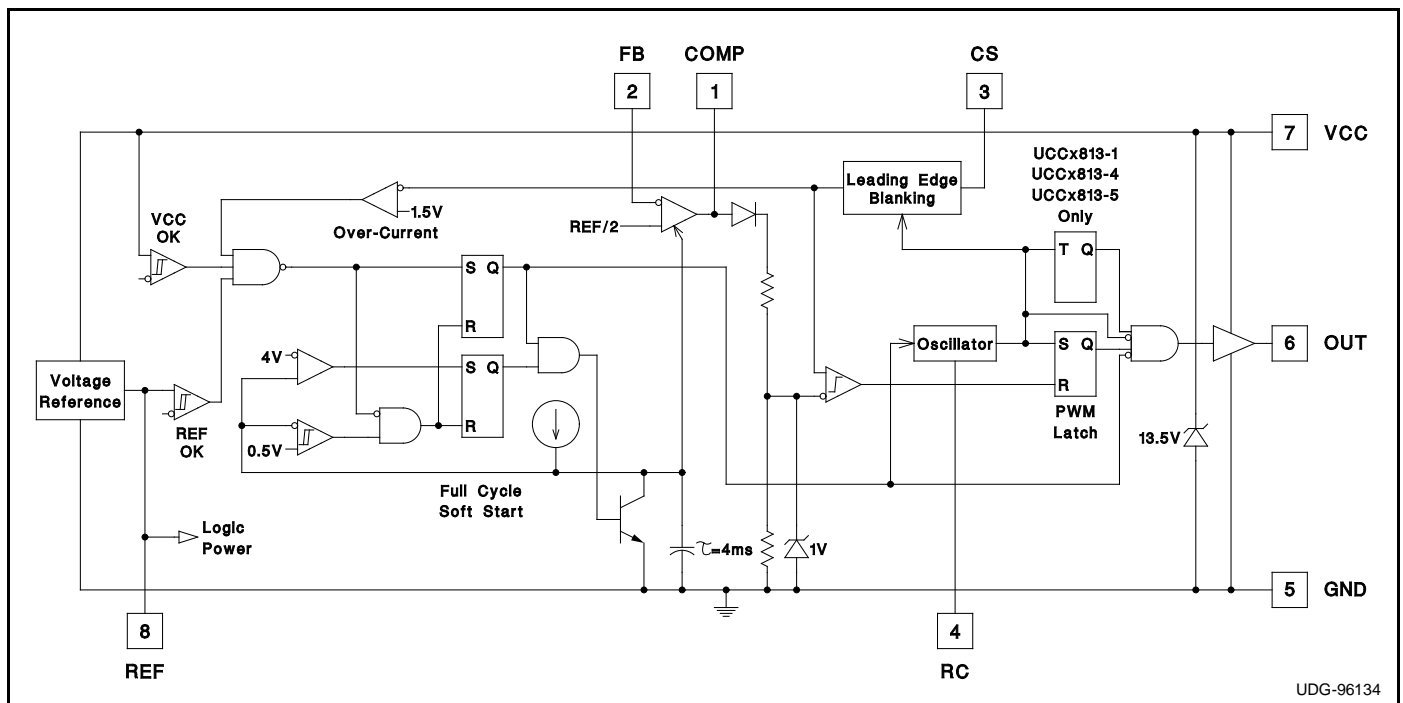 FB COMP CS
2 1 3
7 VCC
UCCx813-1
UCCx813-4
UCCx813-5
Only
Leading Edge
Blanking
1.5V
Over-Current
VCC
OK
REF/2
T Q
S Q
R
4V
S Q
R
Oscillator
S Q
R
PWM
Latch
6 OUT
Voltage
Reference
REF
OK
0.5V
13.5V
Full Cycle
Soft Start
Logic
Power
τ=4ms
1V
5 GND
8
REF
4
RC
UDG-96134